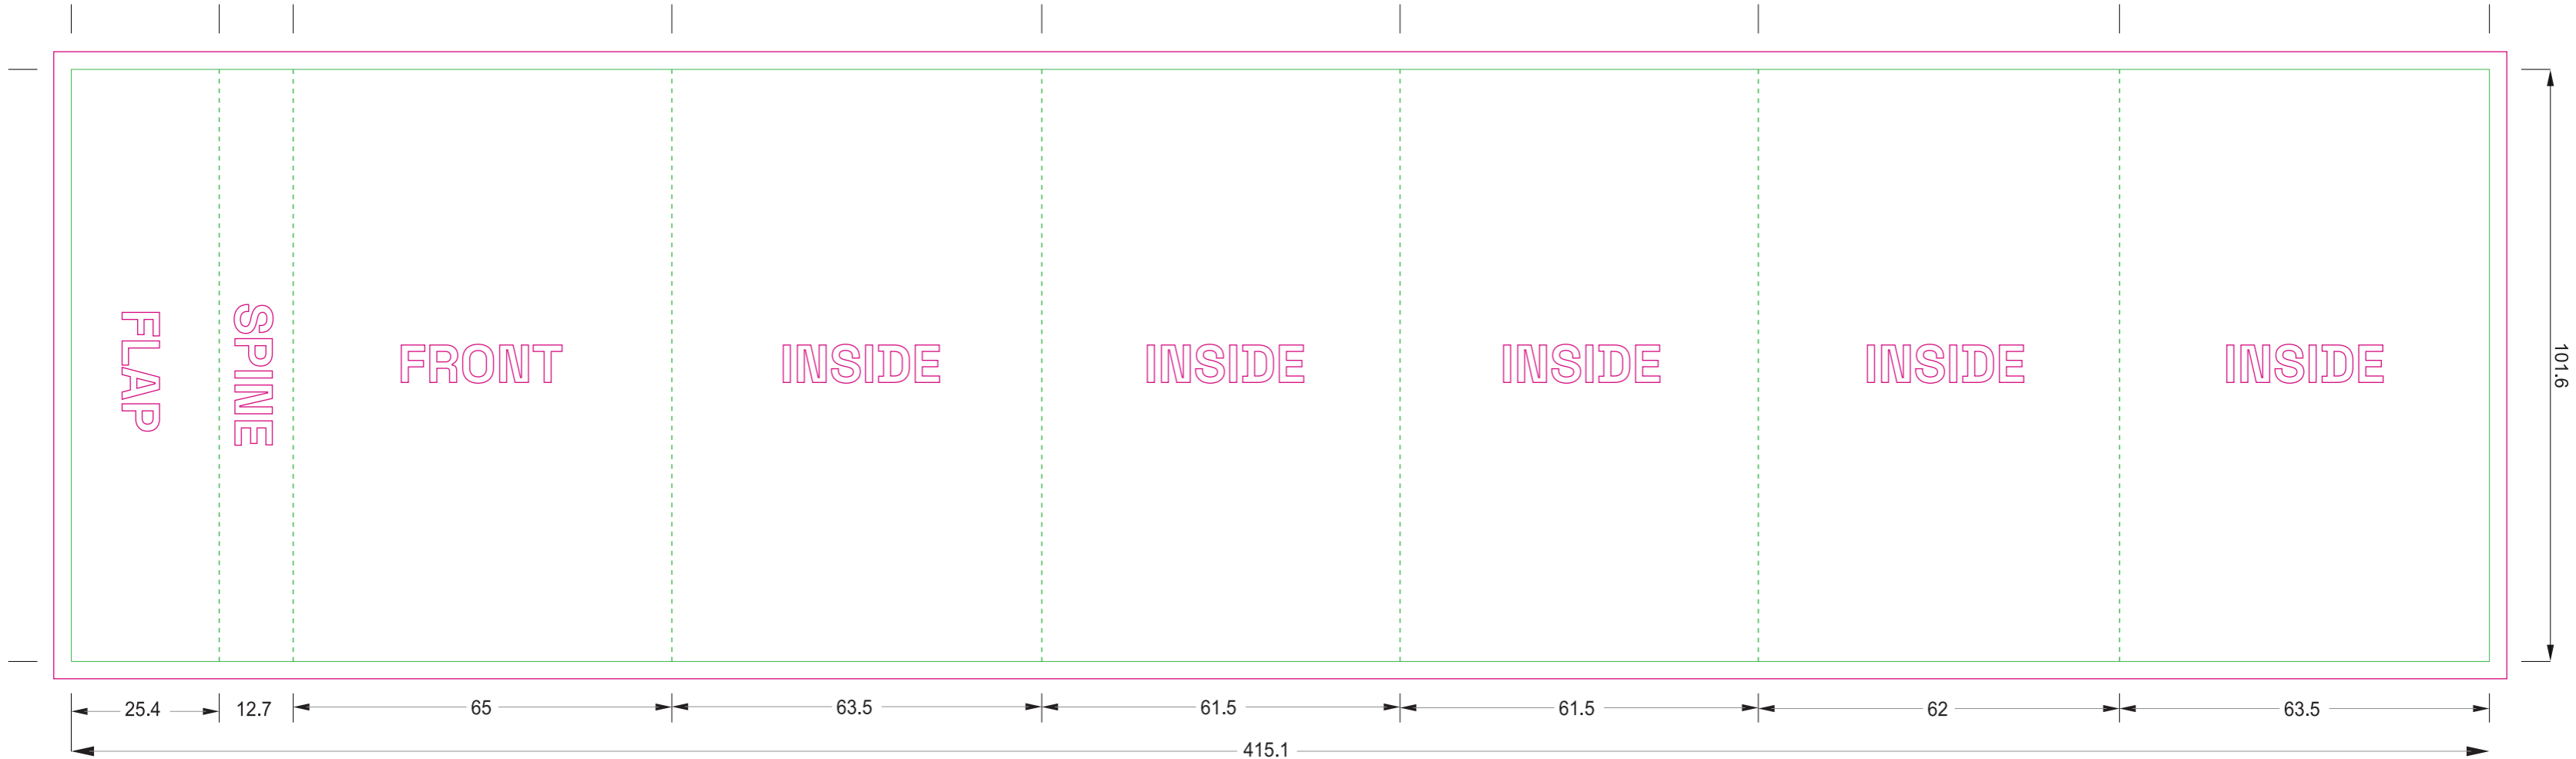 FLAP
SPINE
FRONT
INSIDE
INSIDE
INSIDE
INSIDE
INSIDE
101.6
25.4
12.7
65
63.5
61.5
61.5
62
63.5
415.1